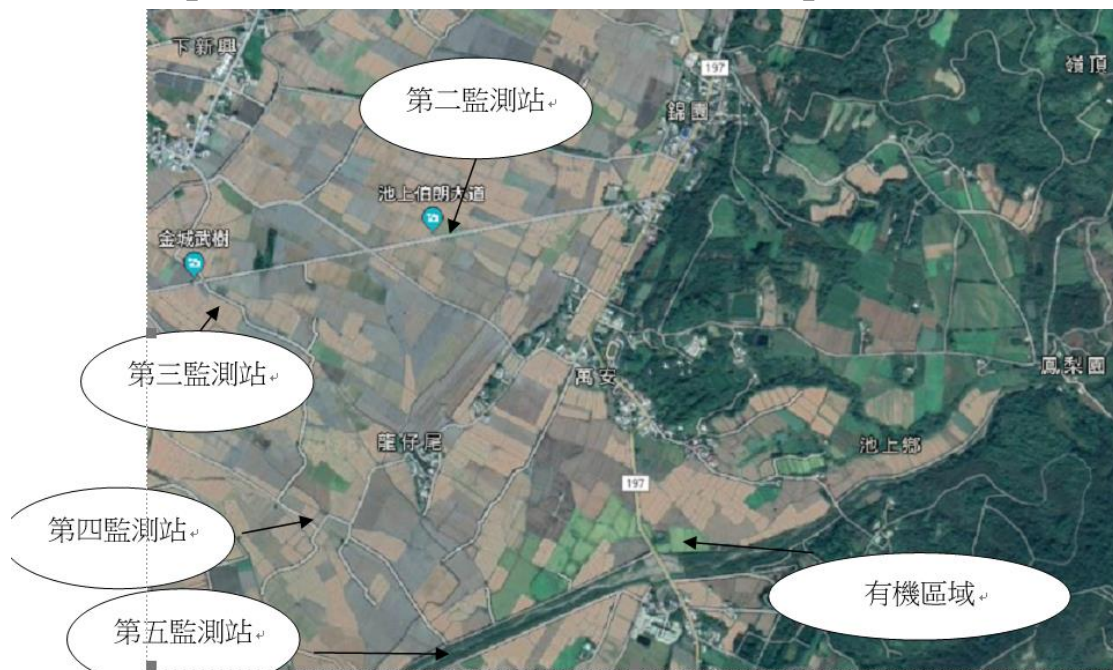 下新興
197
嶺頂
第二監測站
錦園
池上伯朗大道
金城武樹
第三監測站
萬安
鳳梨園
龍仔尾
池上鄉
197
第四監測站
有機區域
第五監測站